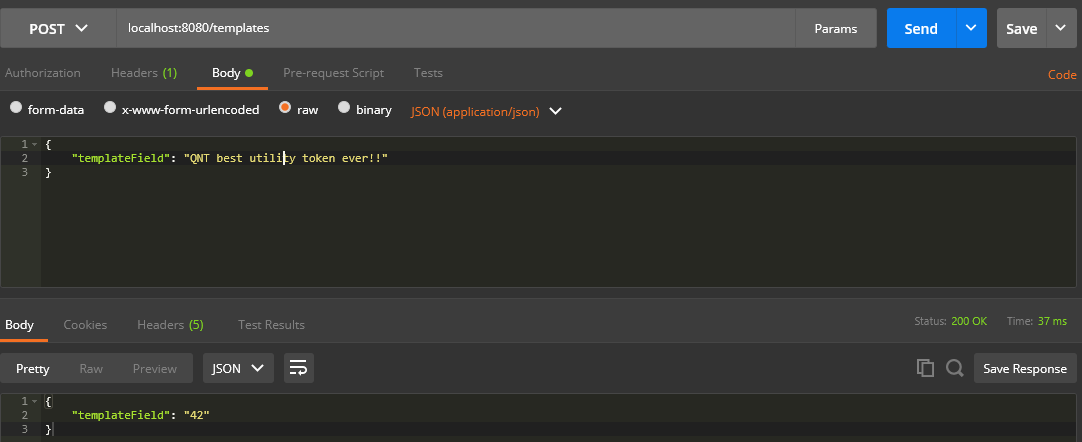 POST localhost:8080/templates Params Send Save
Authorization Headers (1) Body Pre-request Script Tests Code
form-data x-www-form-urlencoded raw binary JSON (application/json)
1 {
2 "templateField": "QNT best utility token ever!!"
3 }
Body Cookies Headers (5) Test Results Status: 200 OK Time: 37 ms
Pretty Raw Preview JSON Save Response
1 {
2 "templateField": "42"
3 }